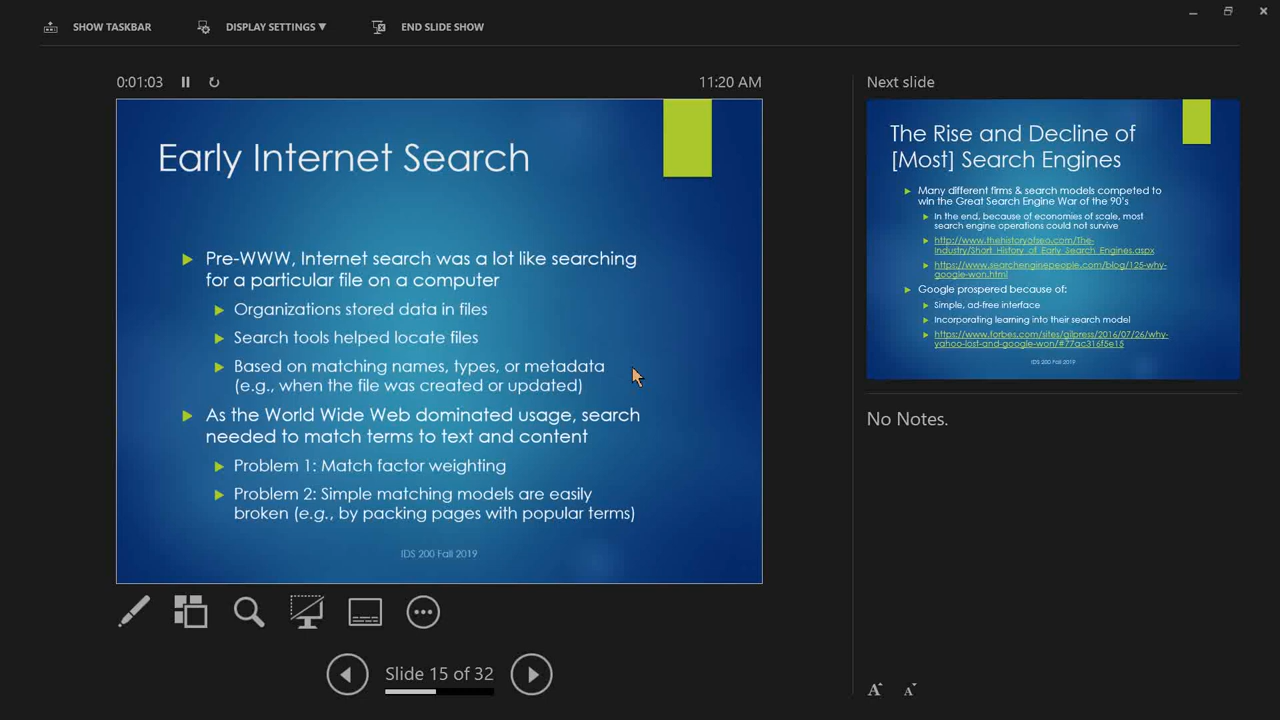 SHOW TASKBAR
DISPLAY SETTINGS ▼
END SLIDE SHOW
0:01:03
11:20 AM
Early Internet Search
Pre-WWW, Internet search was a lot like searching
for a particular file on a computer
Organizations stored data in files
Search tools helped locate files
Based on matching names, types, or metadata
(e.g., when the file was created or updated)
As the World Wide Web dominated usage, search
needed to match terms to text and content
Problem 1: Match factor weighting
Problem 2: Simple matching models are easily
broken (e.g., by packing pages with popular terms)
IDS 200 Fall 2019
Slide 15 of 32
Next slide
The Rise and Decline of
[Most] Search Engines
Many different firms & search models competed to
win the Great Search Engine War of the 90's
In the end, because of economies of scale, most
search engine operations could not survive
http://www.thehistoryofseo.com/The-
Industry/Short_History_of_Early_Search_Engines.aspx
https://www.searchenginepeople.com/blog/125-why-
google-won.html
Google prospered because of:
Simple, ad-free interface
Incorporating learning into their search model
https://www.forbes.com/sites/gilpress/2016/07/26/why-
yahoo-lost-and-google-won/#77ac316f5e15
IDS 200 Fall 2019
No Notes.
A A